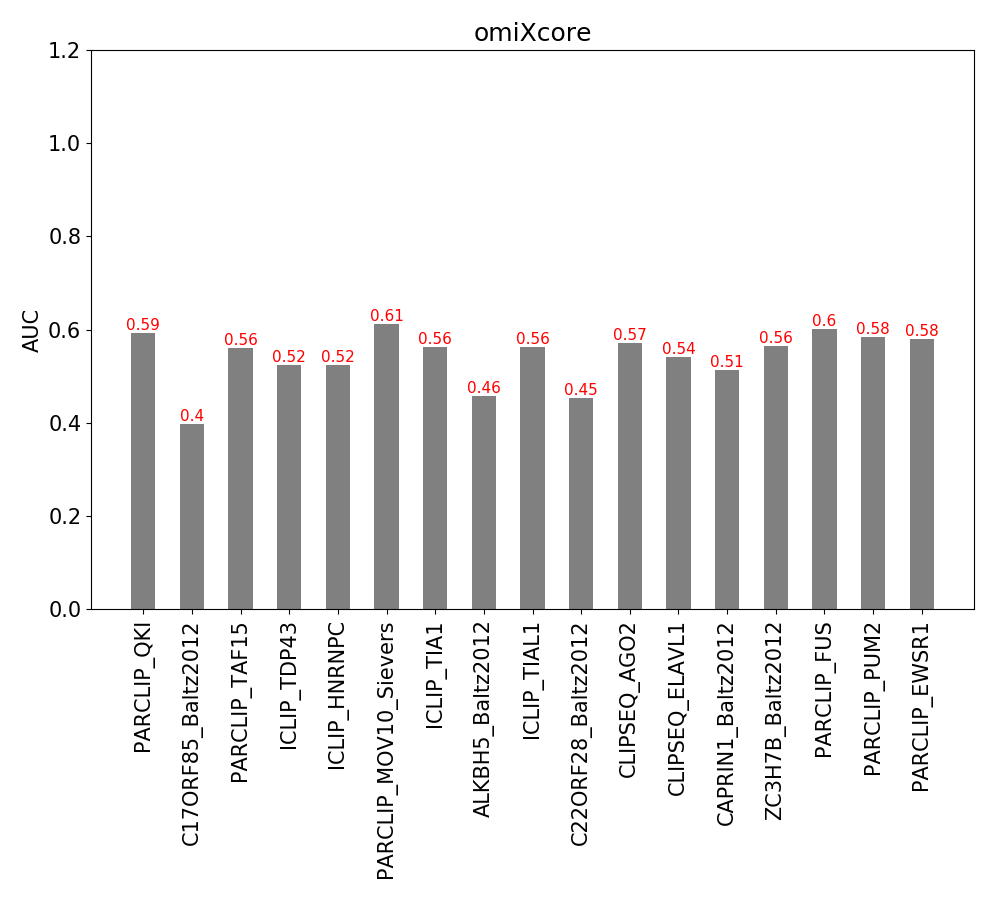 omiXcore
AUC
1.2
1.0
0.8
0.6
0.4
0.2
0.0
0.59
0.4
0.56
0.52
0.52
0.61
0.56
0.46
0.56
0.45
0.57
0.54
0.51
0.56
0.6
0.58
0.58
PARCLIP_QKI
C17ORF85_Baltz2012
PARCLIP_TAF15
ICLIP_TDP43
ICLIP_HNRNPC
PARCLIP_MOV10_Sievers
ICLIP_TIA1
ALKBH5_Baltz2012
ICLIP_TIAL1
C22ORF28_Baltz2012
CLIPSEQ_AGO2
CLIPSEQ_ELAVL1
CAPRIN1_Baltz2012
ZC3H7B_Baltz2012
PARCLIP_FUS
PARCLIP_PUM2
PARCLIP_EWSR1